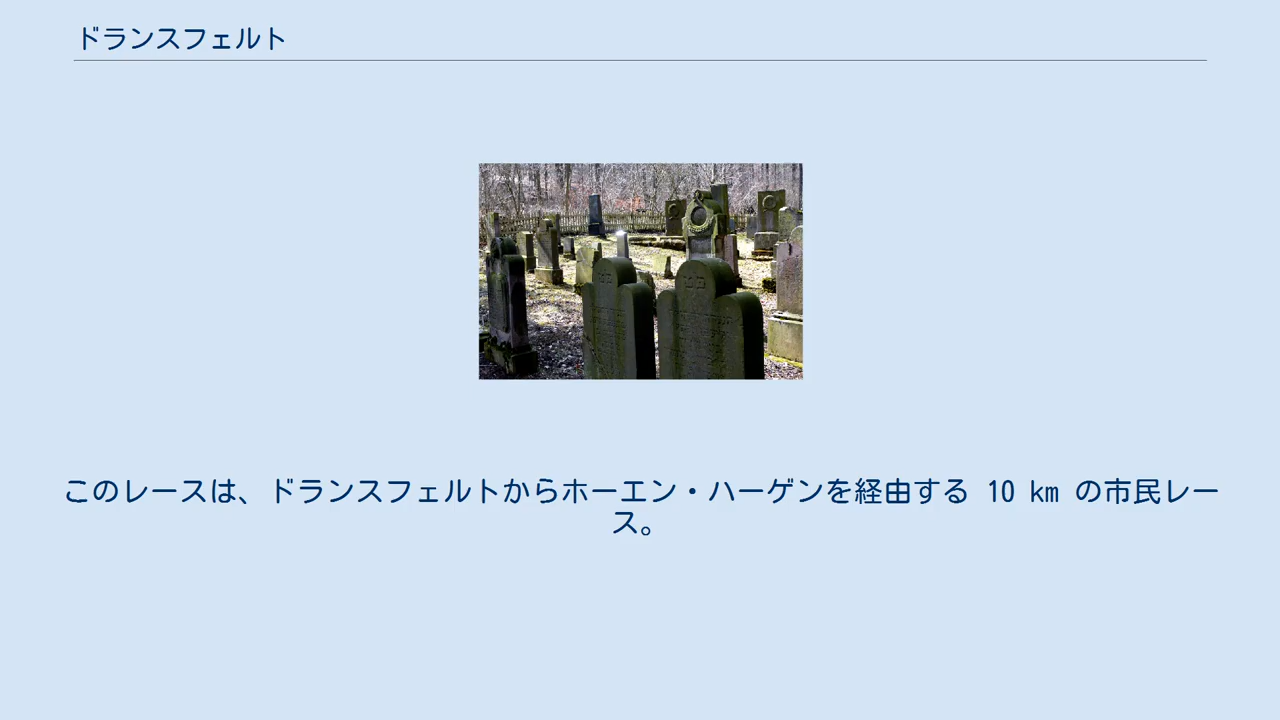 ドランスフェルト
このレースは、ドランスフェルトからホーエン・ハーゲンを経由する 10 km の市民レー
ス。